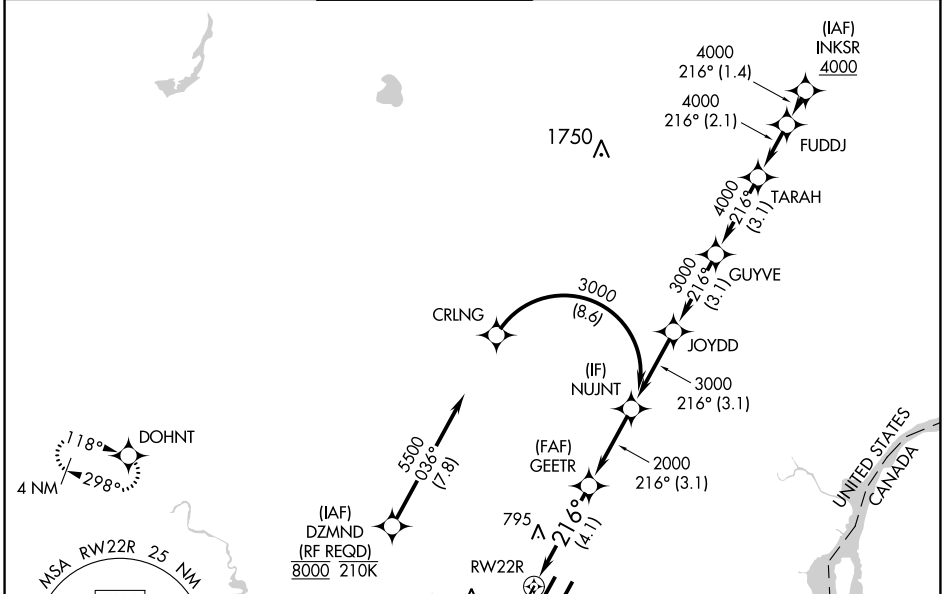 (IAF)
INKSR
4000
4000
216° (1.4)
4000
216° (2.1)
FUDDJ
1750
TARAH
4000
216°
(3.1)
GUYVE
3000
216°
(3.1)
3000
(8.6)
CRLNG
JOYDD
(IF)
NUJNT
3000
216° (3.1)
DOHNT
118°
298°
4 NM
5500
036°
(7.8)
(FAF)
GEETR
2000
216° (3.1)
UNITED STATES
CANADA
(IAF)
DZMND
(RF REQD)
8000 210K
795
216°
(4.1)
RW22R
MSA RW22R 25 NM